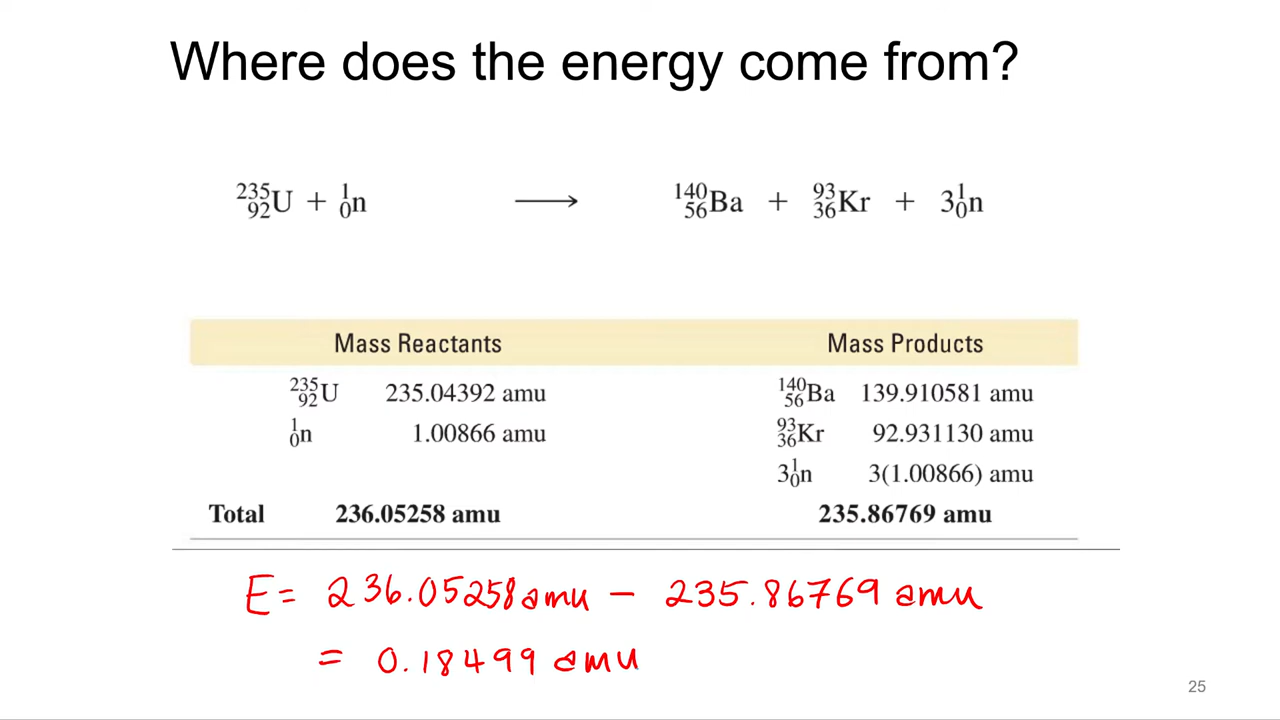 Where does the energy come from?
²³⁵₉₂U + ¹₀n ⟶ ¹⁴⁰₅₆Ba + ⁹³₃₆Kr + 3¹₀n
Mass Reactants Mass Products
²³⁵₉₂U 235.04392 amu ¹⁴⁰₅₆Ba 139.910581 amu
¹₀n 1.00866 amu ⁹³₃₆Kr 92.931130 amu
3¹₀n 3(1.00866) amu
Total 236.05258 amu 235.86769 amu
E = 236.05258 amu − 235.86769 amu
= 0.18499 amu
25